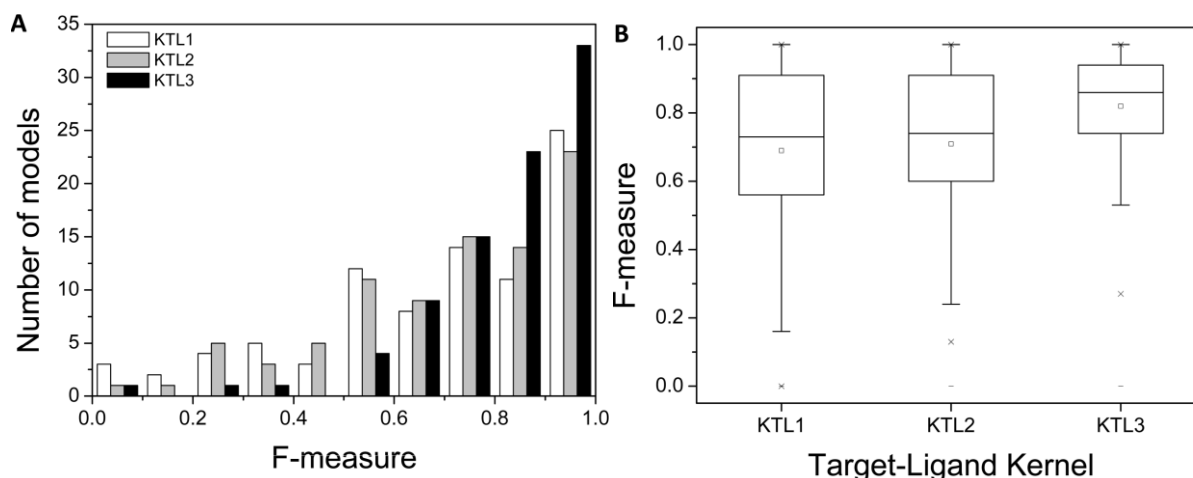 A
35
30
25
20
15
10
5
0
Number of models
KTL1
KTL2
KTL3
0.0 0.2 0.4 0.6 0.8 1.0
F-measure
B
1.0
0.8
0.6
0.4
0.2
0.0
F-measure
KTL1 KTL2 KTL3
Target-Ligand Kernel